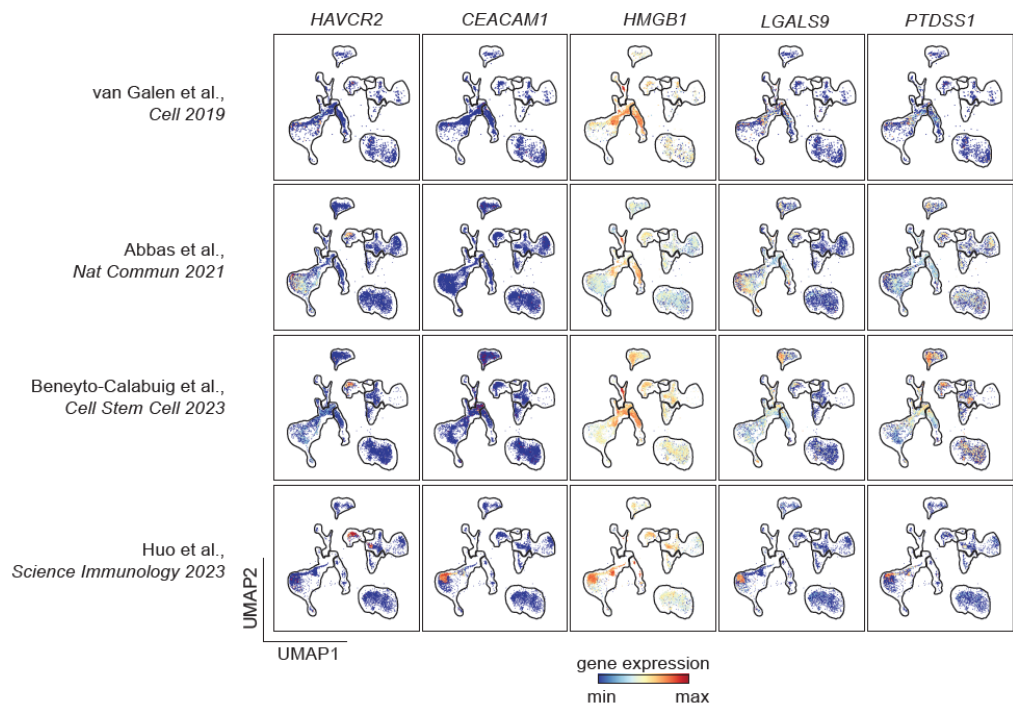 HAVCR2 CEACAM1 HMGB1 LGALS9 PTDSS1
van Galen et al.,
Cell 2019
Abbas et al.,
Nat Commun 2021
Beneyto-Calabuig et al.,
Cell Stem Cell 2023
Huo et al.,
Science Immunology 2023
UMAP2
UMAP1
gene expression
min max